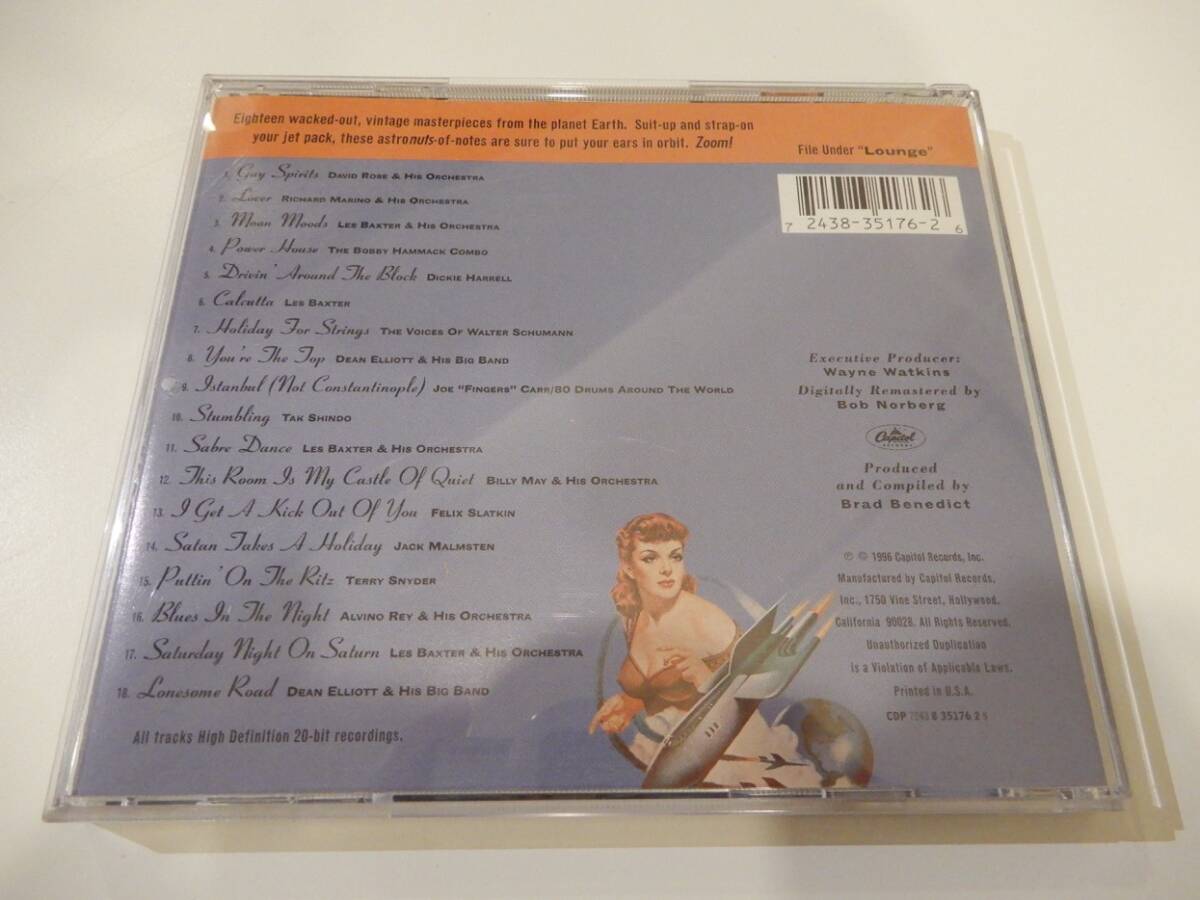 Eighteen wacked-out, vintage masterpieces from the planet Earth. Suit-up and strap-on
your jet pack, these astronuts-of-notes are sure to put your ears in orbit. Zoom!
File Under "Lounge"
1. Gay Spirits DAVID ROSE & HIS ORCHESTRA
2. Lover RICHARD MARINO & HIS ORCHESTRA
3. Moon Moods LES BAXTER & HIS ORCHESTRA
4. Power House THE BOBBY HAMMACK COMBO
5. Drivin' Around The Block DICKIE HARRELL
6. Calcutta LES BAXTER
7. Holiday For Strings THE VOICES OF WALTER SCHUMANN
8. You're The Top DEAN ELLIOTT & HIS BIG BAND
9. Istanbul (Not Constantinople) JOE "FINGERS" CARR/80 DRUMS AROUND THE WORLD
10. Stumbling TAK SHINDO
11. Sabre Dance LES BAXTER & HIS ORCHESTRA
12. This Room Is My Castle Of Quiet BILLY MAY & HIS ORCHESTRA
13. I Get A Kick Out Of You FELIX SLATKIN
14. Satan Takes A Holiday JACK MALMSTEN
15. Puttin' On The Ritz TERRY SNYDER
16. Blues In The Night ALVINO REY & HIS ORCHESTRA
17. Saturday Night On Saturn LES BAXTER & HIS ORCHESTRA
18. Lonesome Road DEAN ELLIOTT & HIS BIG BAND
All tracks High Definition 20-bit recordings.
7 2438-35176-2 6
Executive Producer:
Wayne Watkins
Digitally Remastered by
Bob Norberg
Capitol
RECORDS
Produced
and Compiled by
Brad Benedict
℗ © 1996 Capitol Records, Inc.
Manufactured by Capitol Records,
Inc., 1750 Vine Street, Hollywood,
California 90028. All Rights Reserved.
Unauthorized Duplication
is a Violation of Applicable Laws.
Printed in U.S.A.
CDP 7243 8 35176 2 6